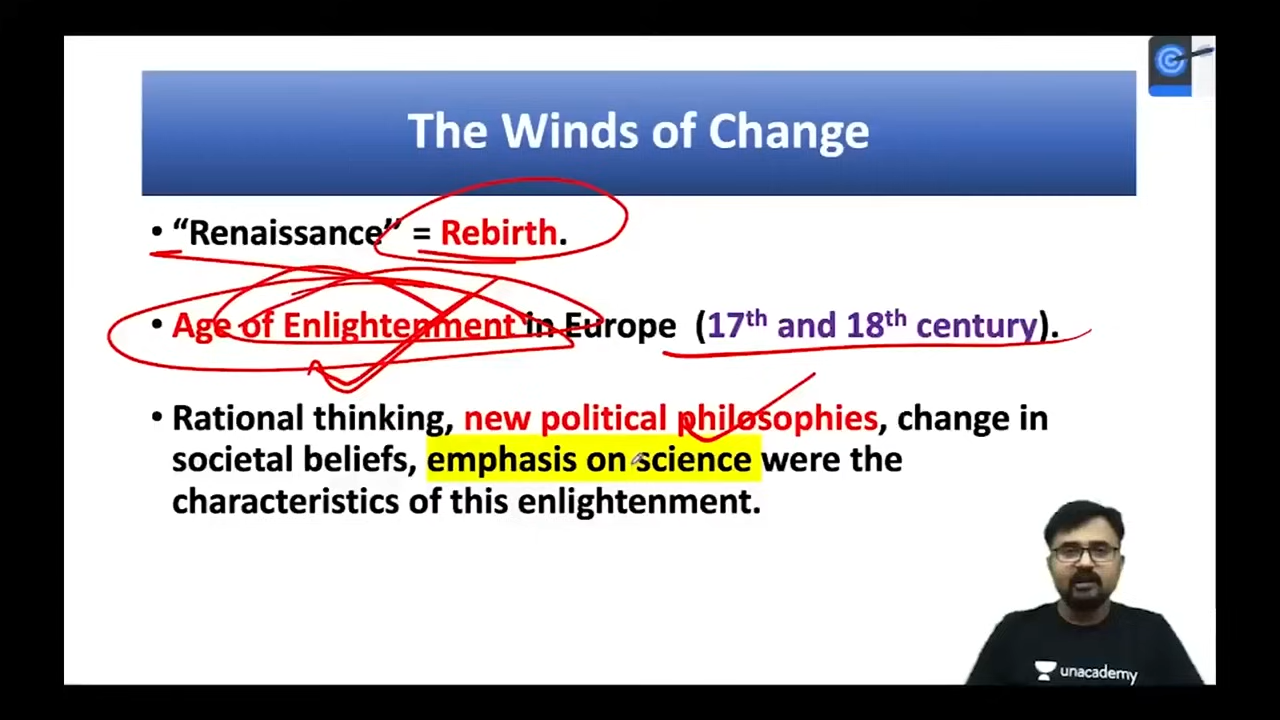 The Winds of Change
• “Renaissance” = Rebirth.
• Age of Enlightenment in Europe (17th and 18th century).
• Rational thinking, new political philosophies, change in
societal beliefs, emphasis on science were the
characteristics of this enlightenment.
unacademy